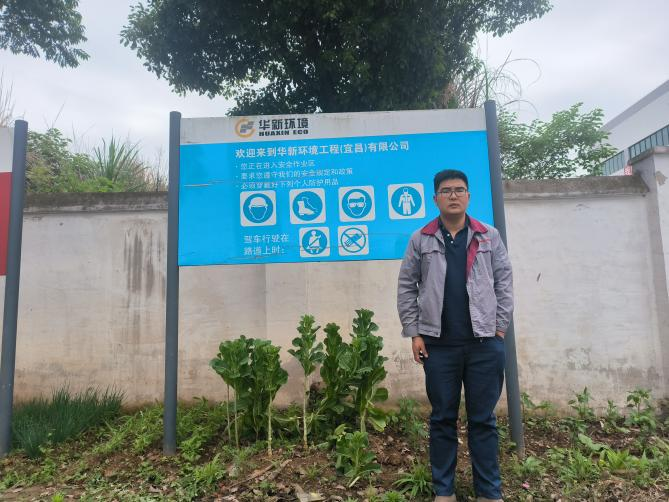 华新环境
HUAXIN ECO
欢迎来到华新环境工程(宜昌)有限公司
·您正在进入安全作业区
·要求您遵守我们的安全规定和政策
·必须穿戴好下列个人防护用品
驾车行驶在
路道上时：